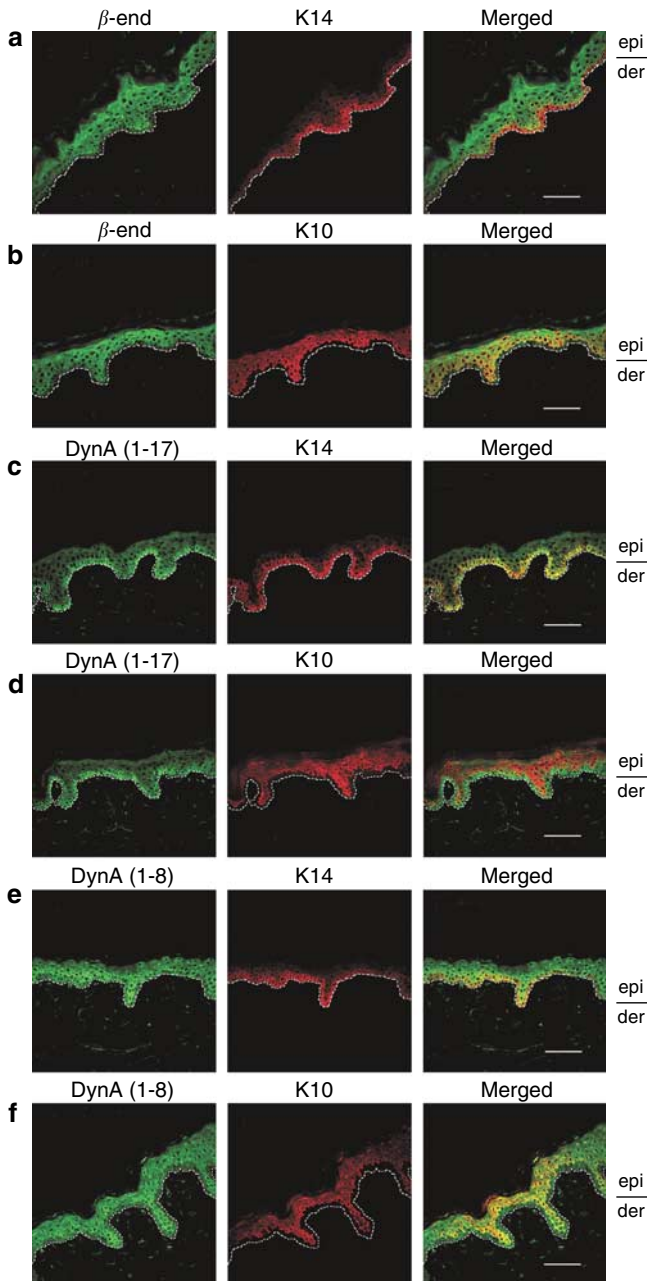 β-end K14 Merged
a
epi
der
β-end K10 Merged
b
epi
der
DynA (1-17) K14 Merged
c
epi
der
DynA (1-17) K10 Merged
d
epi
der
DynA (1-8) K14 Merged
e
epi
der
DynA (1-8) K10 Merged
f
epi
der